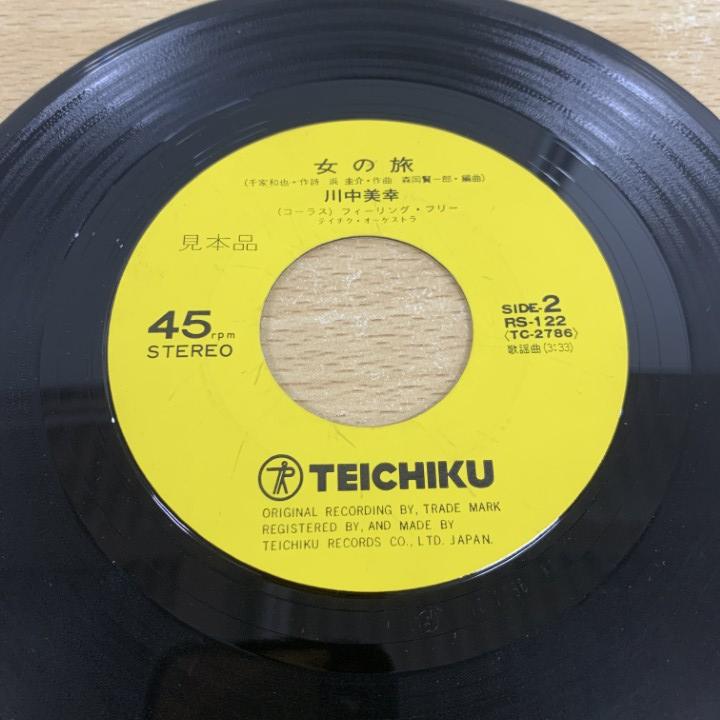 女の旅
(千家和也・作詩 浜 圭介・作曲 森岡賢一郎・編曲)
川中美幸
(コーラス) フィーリング・フリー
テイチク・オーケストラ
見本品
45rpm
STEREO
SIDE-2
RS-122
(TC-2786)
歌謡曲(3:33)
TEICHIKU
ORIGINAL RECORDING BY, TRADE MARK
REGISTERED BY, AND MADE BY
TEICHIKU RECORDS CO., LTD. JAPAN.